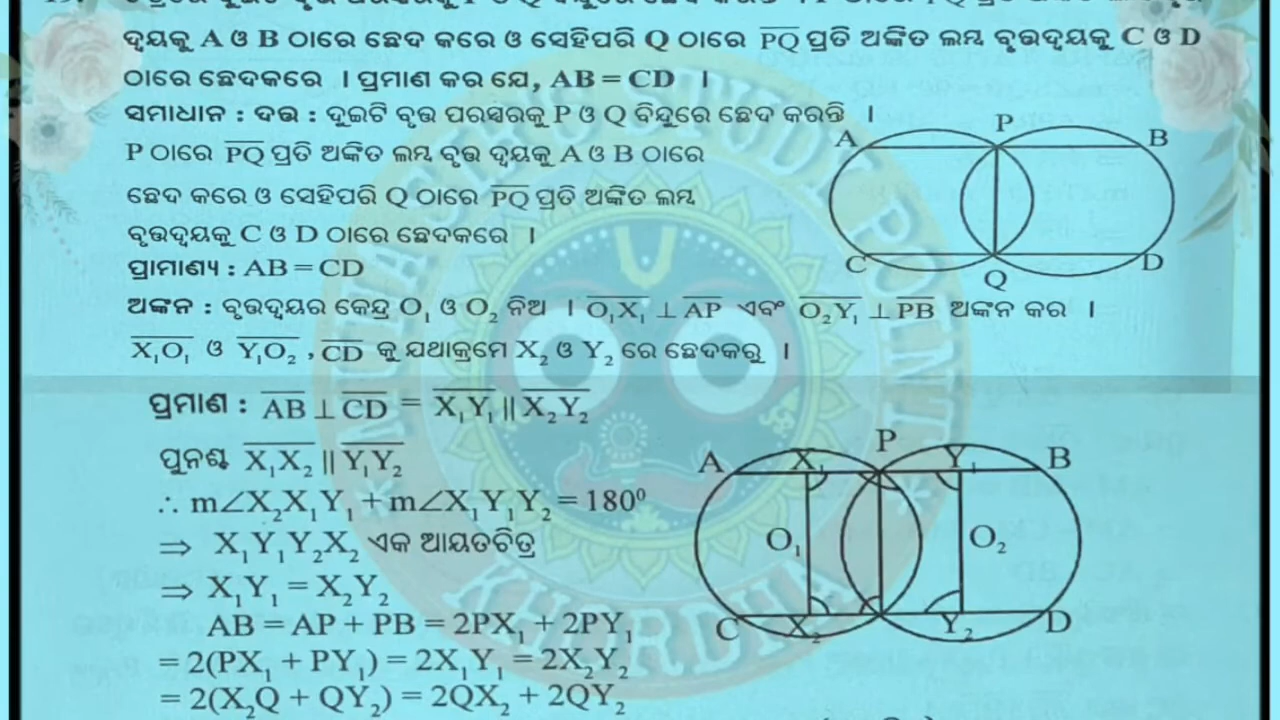 ଦ୍ଵୟକୁ A ଓ B ଠାରେ ଛେଦ କରେ ଓ ସେହିପରି Q ଠାରେ PQ ପ୍ରତି ଅଙ୍କିତ ଲମ୍ବ ବୃତ୍ତଦ୍ୱୟକୁ C ଓ D
ଠାରେ ଛେଦକରେ । ପ୍ରମାଣ କର ଯେ, AB = CD ।
ସମାଧାନ : ଦତ୍ତ : ଦୁଇଟି ବୃତ୍ତ ପରସ୍ପରକୁ P ଓ Q ବିନ୍ଦୁରେ ଛେଦ କରନ୍ତି ।
P ଠାରେ PQ ପ୍ରତି ଅଙ୍କିତ ଲମ୍ବ ବୃତ୍ତ ଦ୍ୱୟକୁ A ଓ B ଠାରେ
ଛେଦ କରେ ଓ ସେହିପରି Q ଠାରେ PQ ପ୍ରତି ଅଙ୍କିତ ଲମ୍ବ
ବୃତ୍ତଦ୍ୱୟକୁ C ଓ D ଠାରେ ଛେଦକରେ ।
A P B
C Q D
ପ୍ରାମାଣ୍ୟ : AB = CD
ଅଙ୍କନ : ବୃତ୍ତଦ୍ୱୟର କେନ୍ଦ୍ର O₁ ଓ O₂ ନିଅ । O₁X₁ ⊥ AP ଏବଂ O₂Y₁ ⊥ PB ଅଙ୍କନ କର ।
X₁O₁ ଓ Y₁O₂ , CD କୁ ଯଥାକ୍ରମେ X₂ ଓ Y₂ ରେ ଛେଦକରୁ ।
ପ୍ରମାଣ : AB ⊥ CD = X₁Y₁ || X₂Y₂
ପୁନଶ୍ଚ X₁X₂ || Y₁Y₂
∴ m∠X₂X₁Y₁ + m∠X₁Y₁Y₂ = 180⁰
⇒ X₁Y₁Y₂X₂ ଏକ ଆୟତଚିତ୍ର
⇒ X₁Y₁ = X₂Y₂
AB = AP + PB = 2PX₁ + 2PY₁
= 2(PX₁ + PY₁) = 2X₁Y₁ = 2X₂Y₂
= 2(X₂Q + QY₂) = 2QX₂ + 2QY₂
A X₁ P Y₁ B
O₁ O₂
C X₂ Y₂ D
STUDY POINT
KHORDHA